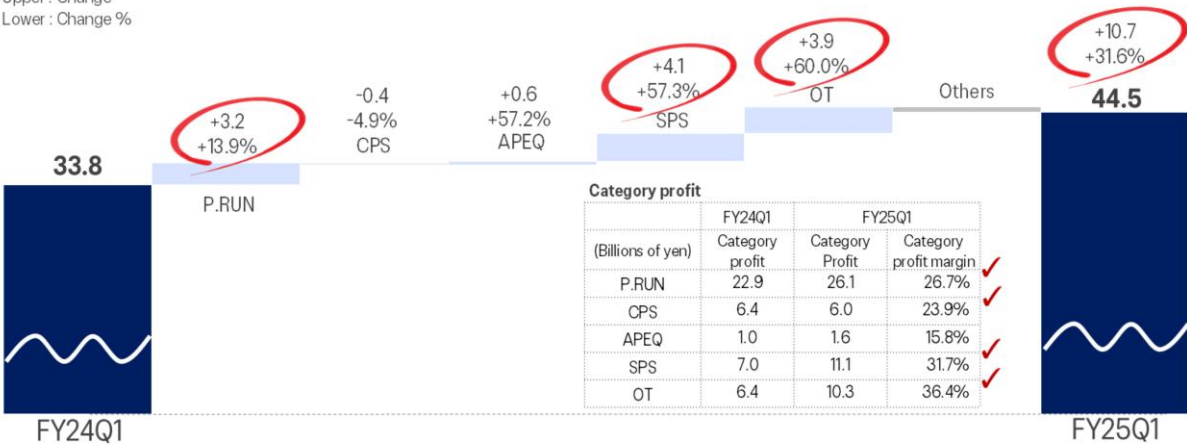 Upper : Change
Lower : Change %
33.8
+3.2
+13.9%
P.RUN
-0.4
-4.9%
CPS
+0.6
+57.2%
APEQ
+4.1
+57.3%
SPS
+3.9
+60.0%
OT
Others
+10.7
+31.6%
44.5
Category profit
FY24Q1 FY25Q1
(Billions of yen) Category profit Category Profit Category profit margin
P.RUN 22.9 26.1 26.7%
CPS 6.4 6.0 23.9%
APEQ 1.0 1.6 15.8%
SPS 7.0 11.1 31.7%
OT 6.4 10.3 36.4%
FY24Q1
FY25Q1